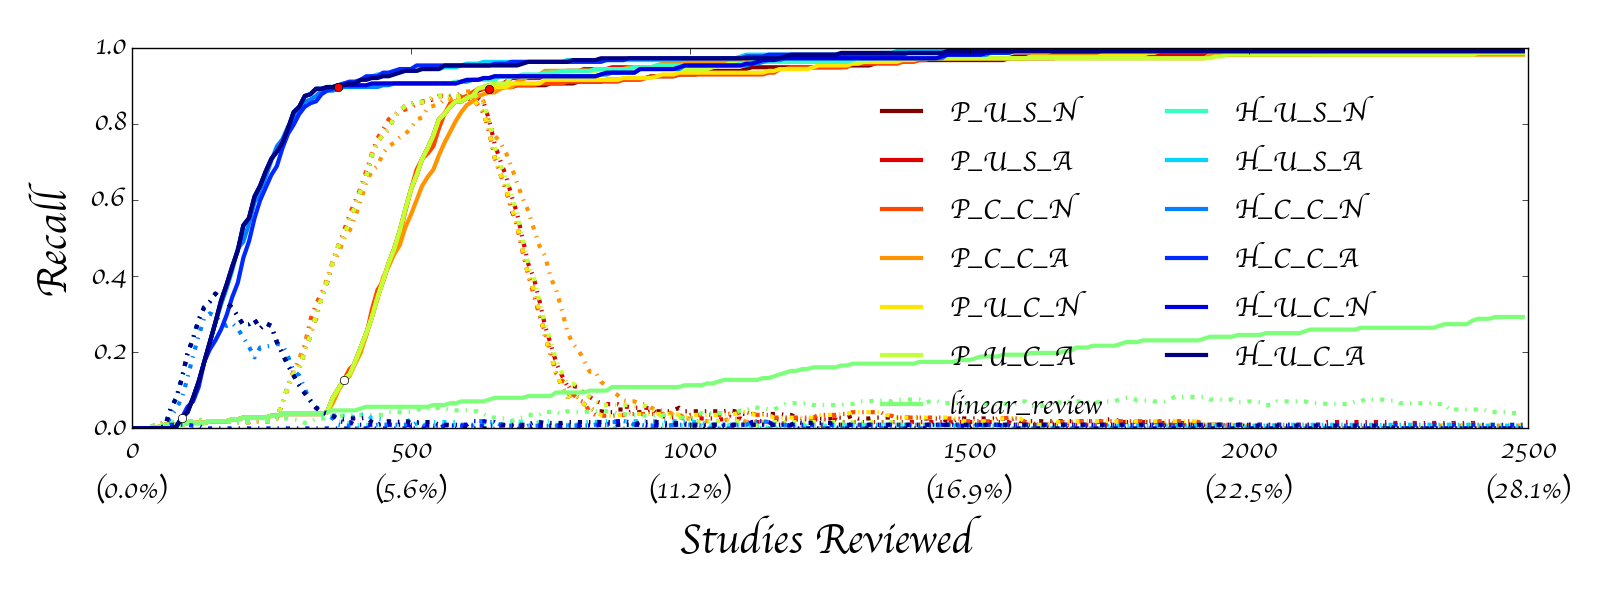 1.0
0.8
0.6
0.4
0.2
0.0
Recall
P_U_S_N
P_U_S_A
P_C_C_N
P_C_C_A
P_U_C_N
P_U_C_A
linear_review
H_U_S_N
H_U_S_A
H_C_C_N
H_C_C_A
H_U_C_N
H_U_C_A
0 500 1000 1500 2000 2500
(0.0%) (5.6%) (11.2%) (16.9%) (22.5%) (28.1%)
Studies Reviewed